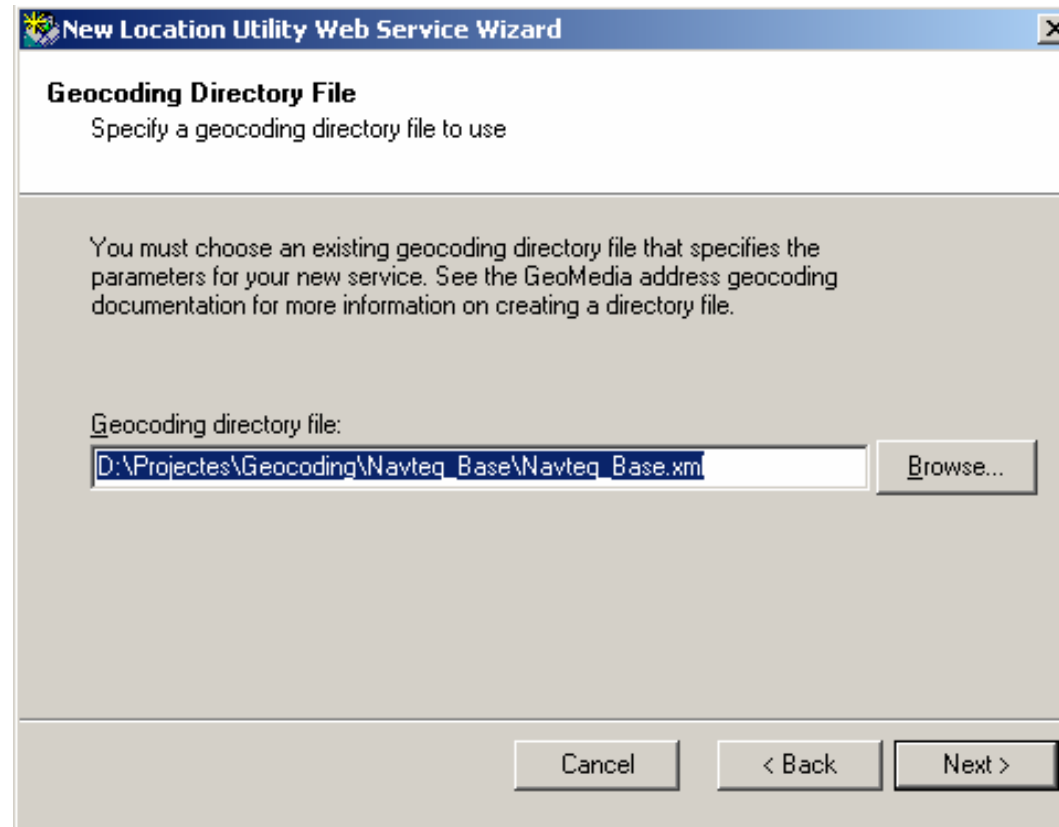 New Location Utility Web Service Wizard
Geocoding Directory File
Specify a geocoding directory file to use
You must choose an existing geocoding directory file that specifies the
parameters for your new service. See the GeoMedia address geocoding
documentation for more information on creating a directory file.
Geocoding directory file:
D:\Projectes\Geocoding\Navteq_Base\Navteq_Base.xml
Browse...
Cancel
< Back
Next >